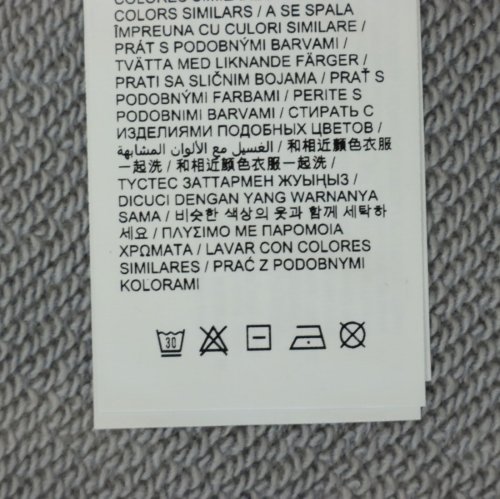 COLORS SIMILARS / A SE SPALA
ÎMPREUNA CU CULORI SIMILARE /
PRÁT S PODOBNÝMI BARVAMI /
TVÄTTA MED LIKNANDE FÄRGER /
PRATI SA SLIČNIM BOJAMA / PRAŤ S
PODOBNÝMI FARBAMI / PERITE S
PODOBNIMI BARVAMI / СТИРАТЬ С
ИЗДЕЛИЯМИ ПОДОБНЫХ ЦВЕТОВ /
الغسيل مع الألوان المشابهة / 和相近顏色衣服
一起洗 / 和相近颜色衣服一起洗 /
ТҮСТЕС ЗАТТАРМЕН ЖУЫҢЫЗ /
DICUCI DENGAN YANG WARNANYA
SAMA / 비슷한 색상의 옷과 함께 세탁하
세요 / ΠΛΥΣΙΜΟ ΜΕ ΠΑΡΟΜΟΙΑ
ΧΡΩΜΑΤΑ / LAVAR CON COLORES
SIMILARES / PRAĆ Z PODOBNYMI
KOLORAMI
30